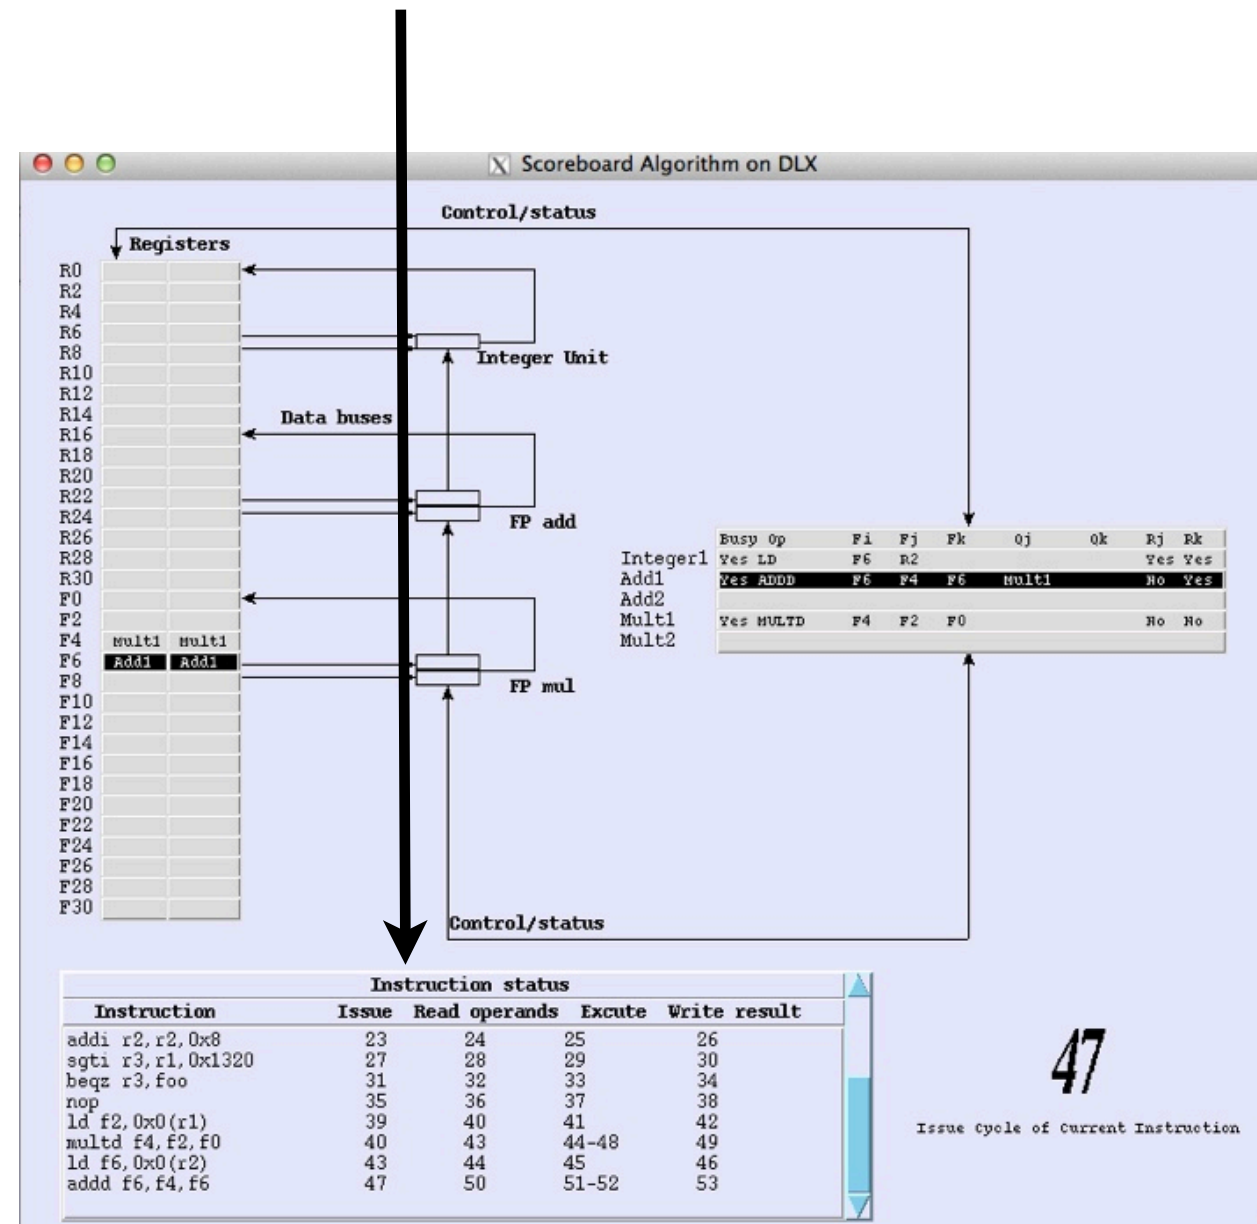 Scoreboard Algorithm on DLX
Control/status
Registers
R0
R2
R4
R6
R8
Integer Unit
R10
R12
R14
Data buses
R16
R18
R20
R22
R24
FP add
R26
R28
R30
F0
F2
F4 Mult1 Mult1
F6 Add1 Add1
F8
FP mul
F10
F12
F14
F16
F18
F20
F22
F24
F26
F28
F30
Busy Op Fi Fj Fk Qj Qk Rj Rk
Integer1 Yes LD F6 R2 Yes Yes
Add1 Yes ADDD F6 F4 F6 Mult1 No Yes
Add2
Mult1 Yes MULTD F4 F2 F0 No No
Mult2
Control/status
Instruction status
Instruction Issue Read operands Excute Write result
addi r2,r2,0x8 23 24 25 26
sgti r3,r1,0x1320 27 28 29 30
beqz r3,foo 31 32 33 34
nop 35 36 37 38
ld f2,0x0(r1) 39 40 41 42
multd f4,f2,f0 40 43 44-48 49
ld f6,0x0(r2) 43 44 45 46
addd f6,f4,f6 47 50 51-52 53
47
Issue Cycle of Current Instruction